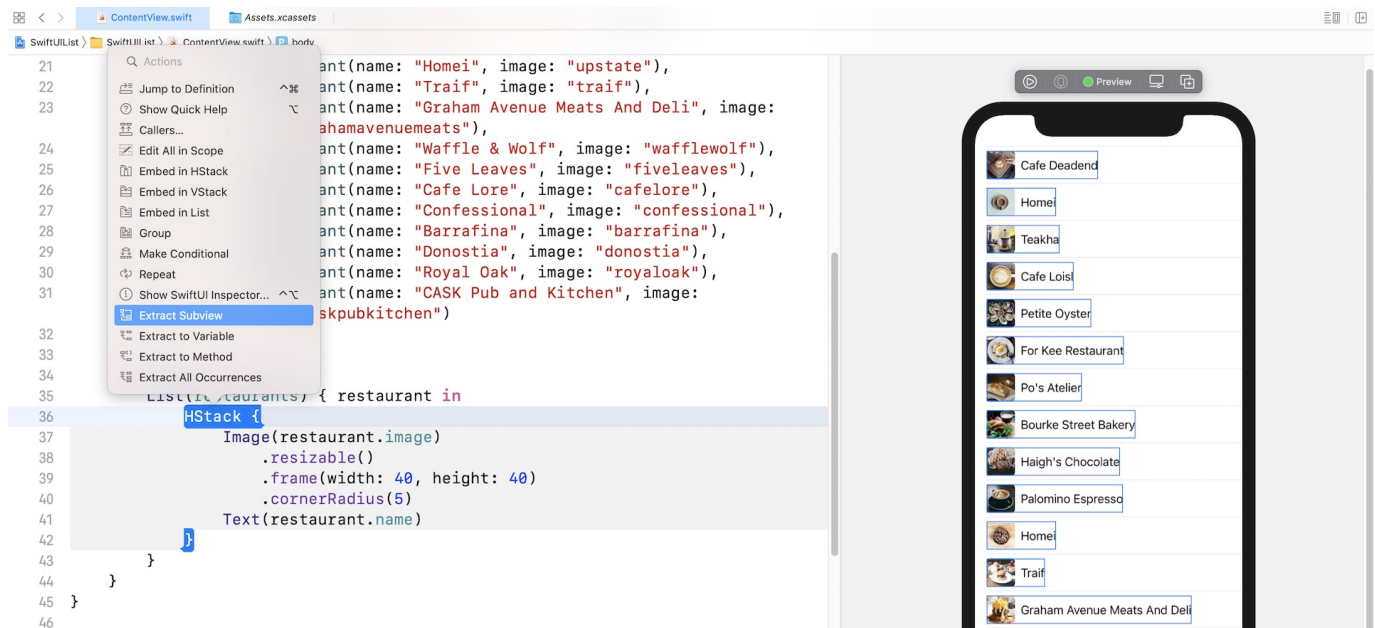 ContentView.swift
Assets.xcassets
SwiftUIList
SwiftUIList
ContentView.swift
body
Actions
Jump to Definition ^⌘
Show Quick Help ⌥
Callers...
Edit All in Scope
Embed in HStack
Embed in VStack
Embed in List
Group
Make Conditional
Repeat
Show SwiftUI Inspector... ^⌥
Extract Subview
Extract to Variable
Extract to Method
Extract All Occurrences
21 ant(name: "Homei", image: "upstate"),
22 ant(name: "Traif", image: "traif"),
23 ant(name: "Graham Avenue Meats And Deli", image:
ahamavenuemeats"),
24 ant(name: "Waffle & Wolf", image: "wafflewolf"),
25 ant(name: "Five Leaves", image: "fiveleaves"),
26 ant(name: "Cafe Lore", image: "cafelore"),
27 ant(name: "Confessional", image: "confessional"),
28 ant(name: "Barrafina", image: "barrafina"),
29 ant(name: "Donostia", image: "donostia"),
30 ant(name: "Royal Oak", image: "royaloak"),
31 ant(name: "CASK Pub and Kitchen", image:
skpubkitchen")
32
33
34
35 List(restaurants) { restaurant in
36 HStack {
37 Image(restaurant.image)
38 .resizable()
39 .frame(width: 40, height: 40)
40 .cornerRadius(5)
41 Text(restaurant.name)
42 }
43 }
44 }
45 }
46
Preview
Cafe Deadend
Homei
Teakha
Cafe Loisl
Petite Oyster
For Kee Restaurant
Po's Atelier
Bourke Street Bakery
Haigh's Chocolate
Palomino Espresso
Homei
Traif
Graham Avenue Meats And Deli